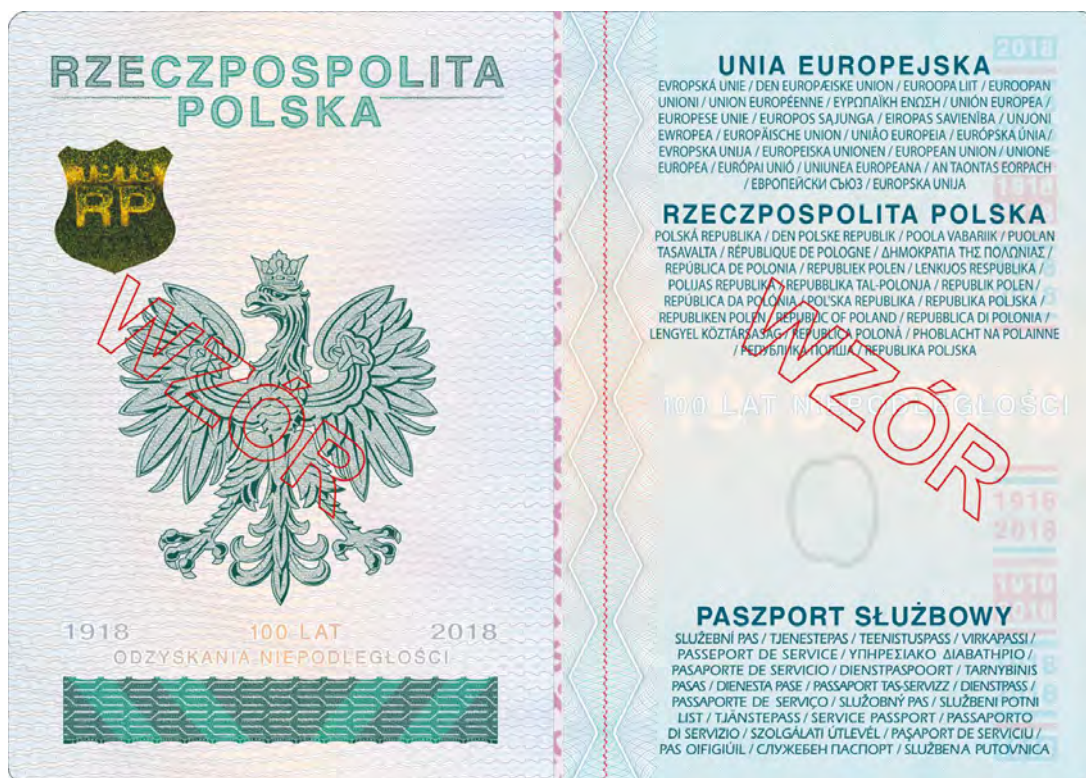 RZECZPOSPOLITA
POLSKA
1918
RP
WZÓR
1918 100 LAT 2018
ODZYSKANIA NIEPODLEGŁOŚCI
2018
UNIA EUROPEJSKA
EVROPSKÁ UNIE / DEN EUROPÆISKE UNION / EUROOPA LIIT / EUROOPAN
UNIONI / UNION EUROPÉENNE / ΕΥΡΩΠΑΪΚΗ ΕΝΩΣΗ / UNIÓN EUROPEA /
EUROPESE UNIE / EUROPOS SĄJUNGA / EIROPAS SAVIENĪBA / UNJONI
EWROPEA / EUROPÄISCHE UNION / UNIÃO EUROPEIA / EURÓPSKA ÚNIA /
EVROPSKA UNIJA / EUROPEISKA UNIONEN / EUROPEAN UNION / UNIONE
EUROPEA / EURÓPAI UNIÓ / UNIUNEA EUROPEANA / AN TAONTAS EORPACH
/ ЕВРОПЕЙСКИ СЪЮЗ / EUROPSKA UNIJA
RZECZPOSPOLITA POLSKA
POLSKÁ REPUBLIKA / DEN POLSKE REPUBLIK / POOLA VABARIIK / PUOLAN
TASAVALTA / RÉPUBLIQUE DE POLOGNE / ΔΗΜΟΚΡΑΤΙΑ ΤΗΣ ΠΟΛΩΝΙΑΣ /
REPÚBLICA DE POLONIA / REPUBLIEK POLEN / LENKIJOS RESPUBLIKA /
POLIJAS REPUBLIKA / REPUBBLIKA TAL-POLONJA / REPUBLIK POLEN /
REPÚBLICA DA POLÓNIA / POĽSKA REPUBLIKA / REPUBLIKA POLJSKA /
REPUBLIKEN POLEN / REPUBLIC OF POLAND / REPUBBLICA DI POLONIA /
LENGYEL KÖZTÁRSASÁG / REPUBLICA POLONĂ / PHOBLACHT NA POLAINNE
/ РЕПУБЛИКА ПОЛША / REPUBLIKA POLJSKA
WZÓR
100 LAT NIEPODLEGŁOŚCI
1918
2018
1918
PASZPORT SŁUŻBOWY
SLUŽEBNÍ PAS / TJENESTEPAS / TEENISTUSPASS / VIRKAPASSI /
PASSEPORT DE SERVICE / ΥΠΗΡΕΣΙΑΚΟ ΔΙΑΒΑΤΗΡΙΟ /
PASAPORTE DE SERVICIO / DIENSTPASPOORT / TARNYBINIS
PASAS / DIENESTA PASE / PASSAPORT TAS-SERVIZZ / DIENSTPASS /
PASSAPORTE DE SERVIÇO / SLUŽOBNÝ PAS / SLUŽBENI POTNI
LIST / TJÄNSTEPASS / SERVICE PASSPORT / PASSAPORTO
DI SERVIZIO / SZOLGÁLATI ÚTLEVÉL / PAŞAPORT DE SERVICIU /
PAS OIFIGIÚIL / СЛУЖЕБЕН ПАСПОРТ / SLUŽBENA PUTOVNICA